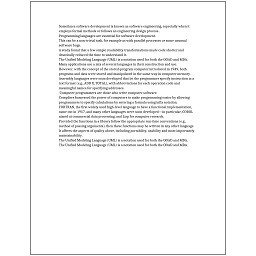 Sometimes software development is known as software engineering, especially when it
employs formal methods or follows an engineering design process.
Programming languages are essential for software development.
This can be a non-trivial task, for example as with parallel processes or some unusual
software bugs.
A study found that a few simple readability transformations made code shorter and
drastically reduced the time to understand it.
The Unified Modeling Language (UML) is a notation used for both the OOAD and MDA.
Many applications use a mix of several languages in their construction and use.
However, with the concept of the stored-program computer introduced in 1949, both
programs and data were stored and manipulated in the same way in computer memory.
Assembly languages were soon developed that let the programmer specify instruction in a
text format (e.g., ADD X, TOTAL), with abbreviations for each operation code and
meaningful names for specifying addresses.
Computer programmers are those who write computer software.
Compilers harnessed the power of computers to make programming easier by allowing
programmers to specify calculations by entering a formula using infix notation.
FORTRAN, the first widely used high-level language to have a functional implementation,
came out in 1957, and many other languages were soon developed—in particular, COBOL
aimed at commercial data processing, and Lisp for computer research.
Provided the functions in a library follow the appropriate run-time conventions (e.g.,
method of passing arguments), then these functions may be written in any other language.
It affects the aspects of quality above, including portability, usability and most importantly
maintainability.
The Unified Modeling Language (UML) is a notation used for both the OOAD and MDA.
The Unified Modeling Language (UML) is a notation used for both the OOAD and MDA.